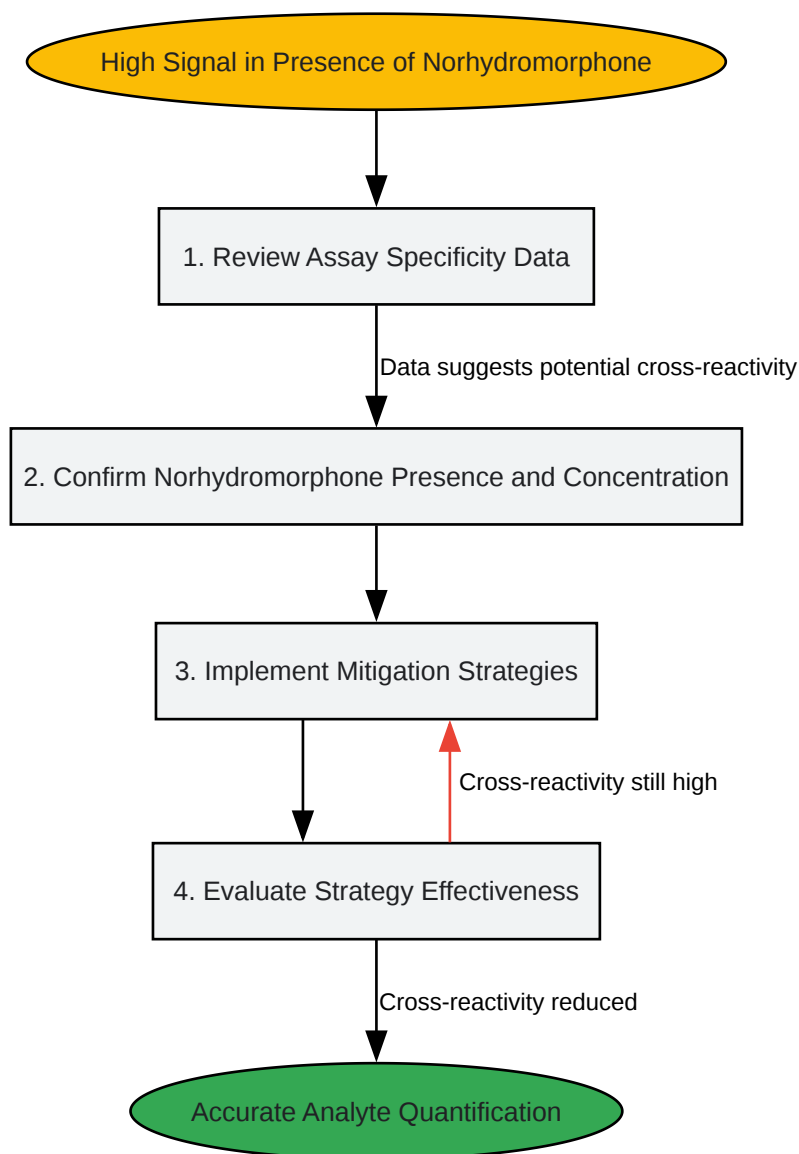 High Signal in Presence of Norhydromorphone
1. Review Assay Specificity Data
Data suggests potential cross-reactivity
2. Confirm Norhydromorphone Presence and Concentration
3. Implement Mitigation Strategies
Cross-reactivity still high
4. Evaluate Strategy Effectiveness
Cross-reactivity reduced
Accurate Analyte Quantification